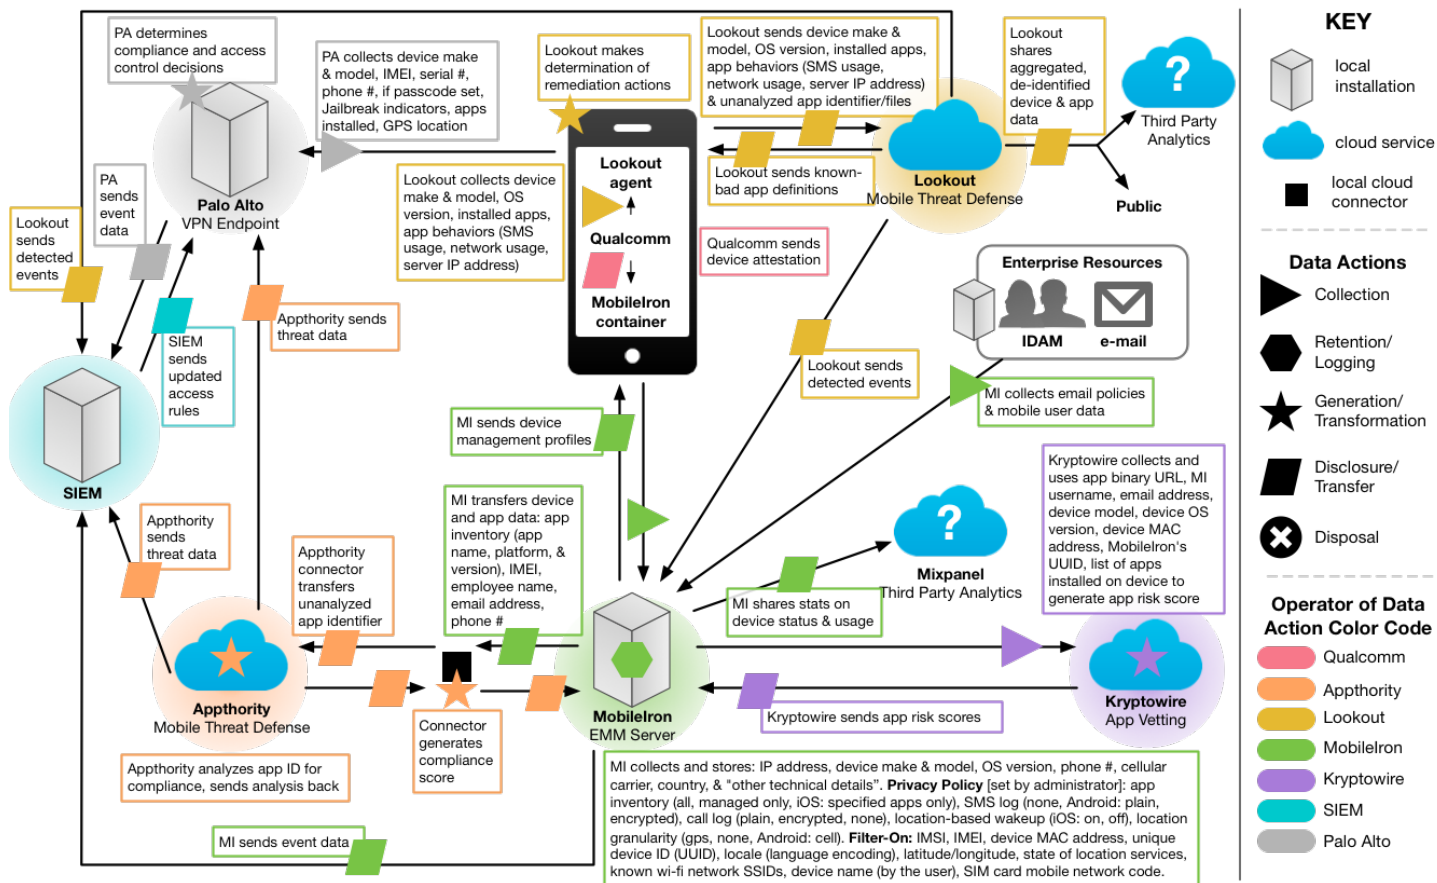 PA determines
compliance and access
control decisions
PA collects device make
& model, IMEI, serial #,
phone #, if passcode set,
Jailbreak indicators, apps
installed, GPS location
Lookout makes
determination of
remediation actions
Lookout sends device make &
model, OS version, installed apps,
app behaviors (SMS usage,
network usage, server IP address)
& unanalyzed app identifier/files
Lookout
shares
aggregated,
de-identified
device & app
data
?
Third Party
Analytics
Public
Lookout
Mobile Threat Defense
Lookout sends known-
bad app definitions
Lookout
agent
Qualcomm
MobileIron
container
Qualcomm sends
device attestation
Lookout collects device
make & model, OS
version, installed apps,
app behaviors (SMS
usage, network usage,
server IP address)
Palo Alto
VPN Endpoint
PA
sends
event
data
Lookout
sends
detected
events
Appthority sends
threat data
SIEM
sends
updated
access
rules
SIEM
Enterprise Resources
IDAM
e-mail
Lookout sends
detected events
MI collects email policies
& mobile user data
MI sends device
management profiles
Kryptowire collects and
uses app binary URL, MI
username, email address,
device model, device OS
version, device MAC
address, MobileIron's
UUID, list of apps
installed on device to
generate app risk score
MI transfers device
and app data: app
inventory (app
name, platform, &
version), IMEI,
employee name,
email address,
phone #
Appthority
sends
threat data
Appthority
connector
transfers
unanalyzed
app identifier
?
Mixpanel
Third Party Analytics
MI shares stats on
device status & usage
Appthority
Mobile Threat Defense
Connector
generates
compliance
score
MobileIron
EMM Server
Kryptowire sends app risk scores
Kryptowire
App Vetting
Appthority analyzes app ID for
compliance, sends analysis back
MI sends event data
MI collects and stores: IP address, device make & model, OS version, phone #, cellular
carrier, country, & "other technical details". Privacy Policy [set by administrator]: app
inventory (all, managed only, iOS: specified apps only), SMS log (none, Android: plain,
encrypted), call log (plain, encrypted, none), location-based wakeup (iOS: on, off), location
granularity (gps, none, Android: cell). Filter-On: IMSI, IMEI, device MAC address, unique
device ID (UUID), locale (language encoding), latitude/longitude, state of location services,
known wi-fi network SSIDs, device name (by the user), SIM card mobile network code.
KEY
local
installation
cloud service
local cloud
connector
Data Actions
Collection
Retention/
Logging
Generation/
Transformation
Disclosure/
Transfer
Disposal
Operator of Data
Action Color Code
Qualcomm
Appthority
Lookout
MobileIron
Kryptowire
SIEM
Palo Alto